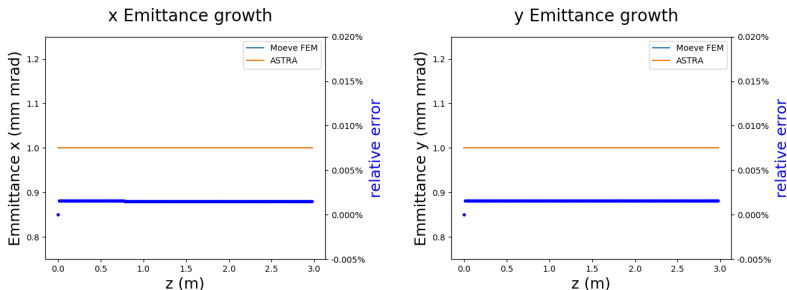 x Emittance growth
Emmittance x (mm mrad)
1.2
1.1
1.0
0.9
0.8
Moeve FEM
ASTRA
0.020%
0.015%
0.010%
0.005%
0.000%
-0.005%
relative error
0.0 0.5 1.0 1.5 2.0 2.5 3.0
z (m)
y Emittance growth
Emmittance y (mm mrad)
1.2
1.1
1.0
0.9
0.8
Moeve FEM
ASTRA
0.020%
0.015%
0.010%
0.005%
0.000%
-0.005%
relative error
0.0 0.5 1.0 1.5 2.0 2.5 3.0
z (m)